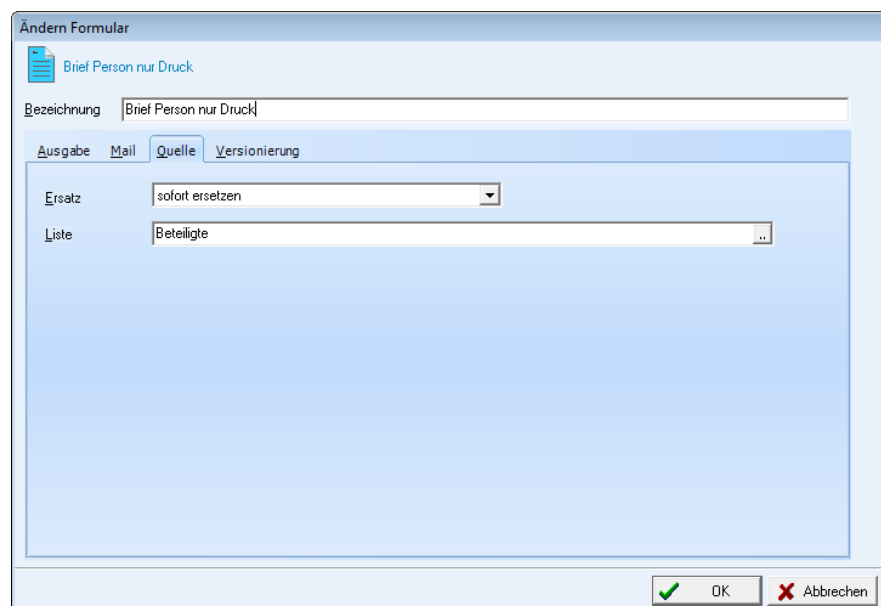 Ändern Formular
Brief Person nur Druck
Bezeichnung Brief Person nur Druck
Ausgabe Mail Quelle Versionierung
Ersatz sofort ersetzen
Liste Beteiligte ..
OK Abbrechen